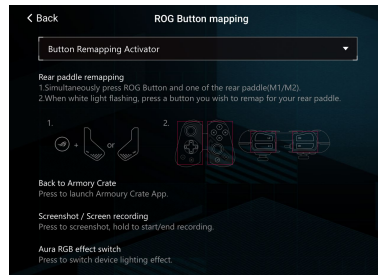 Back
ROG Button mapping
Button Remapping Activator
Rear paddle remapping
1.Simultaneously press ROG Button and one of the rear paddle(M1/M2).
2.When white light flashing, press a button you wish to remap for your rear paddle.
1.
2.
+
or
Back to Armory Crate
Press to launch Armoury Crate App.
Screenshot / Screen recording
Press to screenshot, hold to start/end recording.
Aura RGB effect switch
Press to switch device lighting effect.